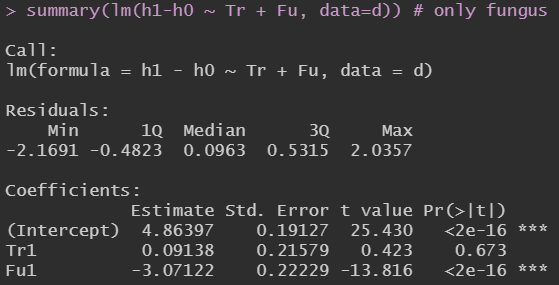 > summary(lm(h1-h0 ~ Tr + Fu, data=d)) # only fungus
Call:
lm(formula = h1 - h0 ~ Tr + Fu, data = d)
Residuals:
Min 1Q Median 3Q Max
-2.1691 -0.4823 0.0963 0.5315 2.0357
Coefficients:
Estimate Std. Error t value Pr(>|t|)
(Intercept) 4.86397 0.19127 25.430 <2e-16 ***
Tr1 0.09138 0.21579 0.423 0.673
Fu1 -3.07122 0.22229 -13.816 <2e-16 ***